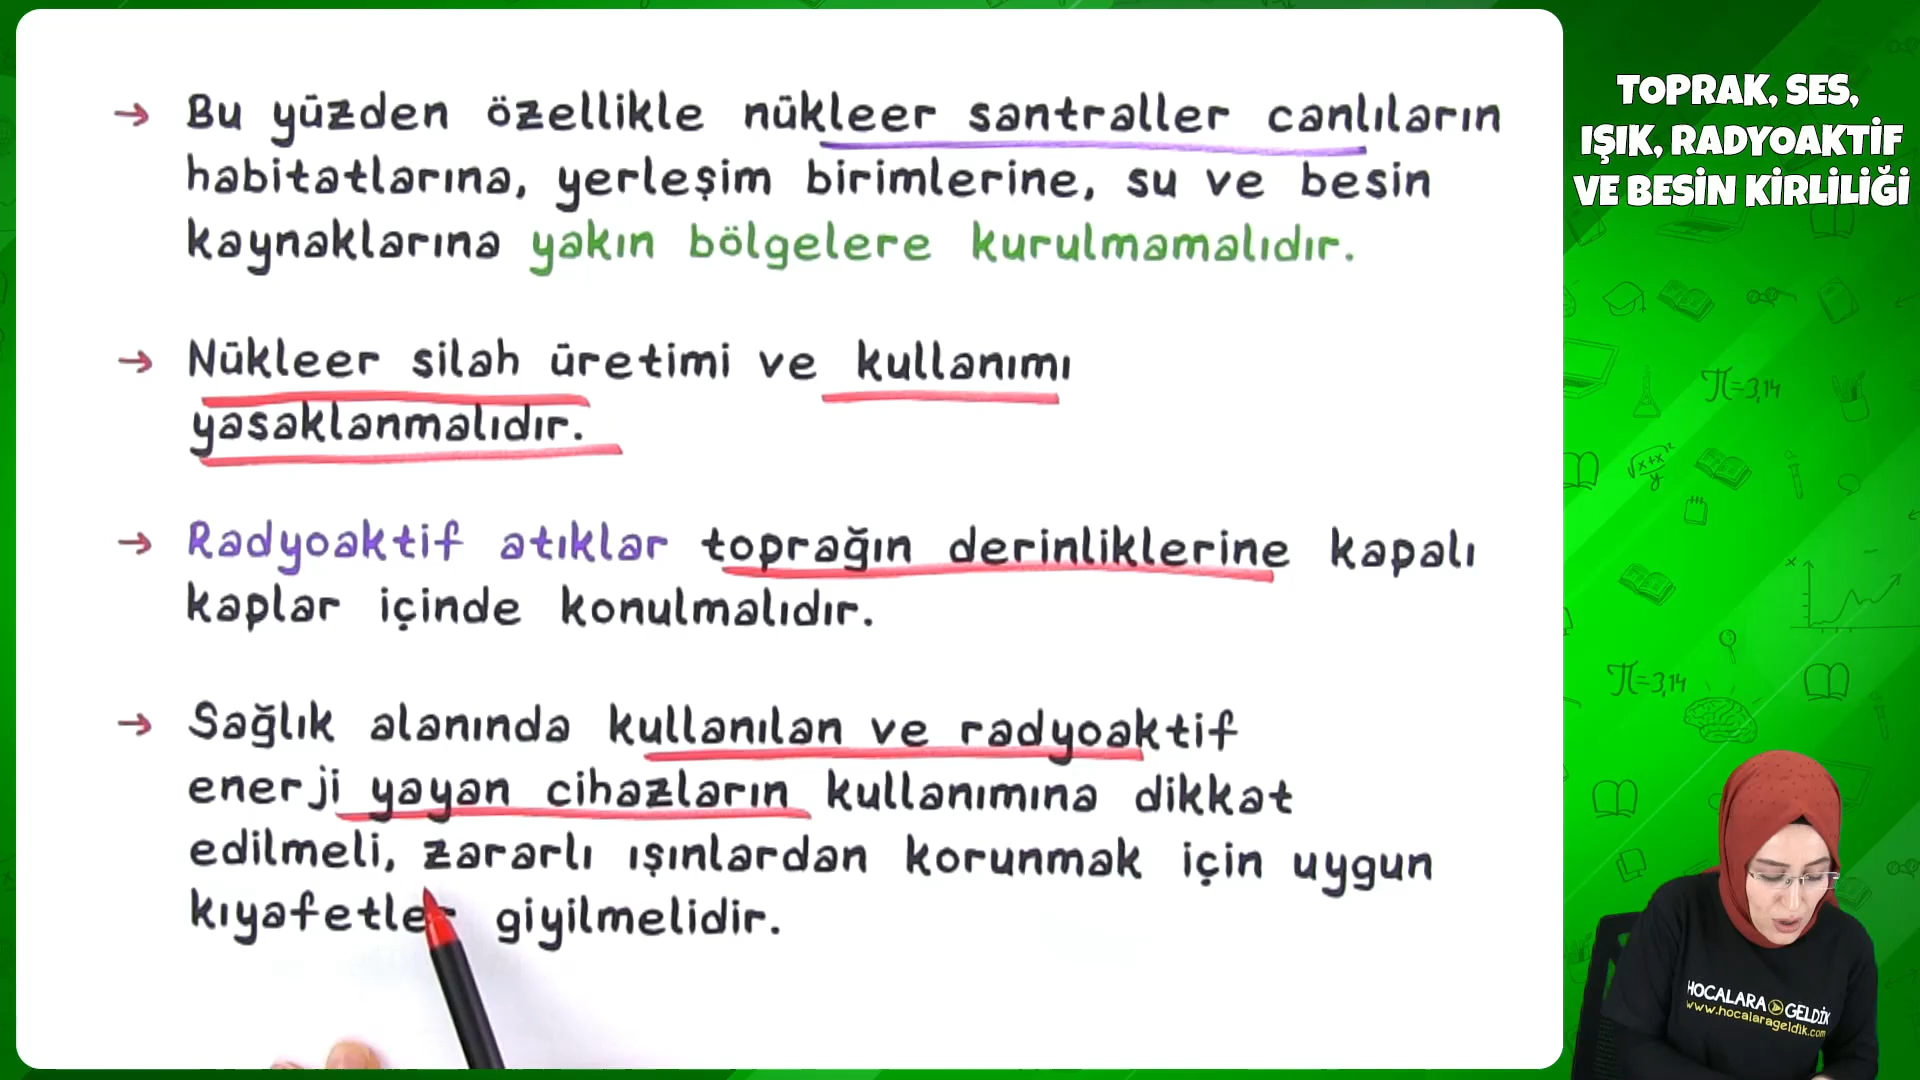 → Bu yüzden özellikle nükleer santraller canlıların
habitatlarına, yerleşim birimlerine, su ve besin
kaynaklarına yakın bölgelere kurulmamalıdır.
→ Nükleer silah üretimi ve kullanımı
yasaklanmalıdır.
→ Radyoaktif atıklar toprağın derinliklerine kapalı
kaplar içinde konulmalıdır.
→ Sağlık alanında kullanılan ve radyoaktif
enerji yayan cihazların kullanımına dikkat
edilmeli, zararlı ışınlardan korunmak için uygun
kıyafetler giyilmelidir.
TOPRAK, SES,
IŞIK, RADYOAKTİF
VE BESİN KİRLİLİĞİ
π=3,14
π=3,14
HOCALARA GELDİK
www.hocalarageldik.com